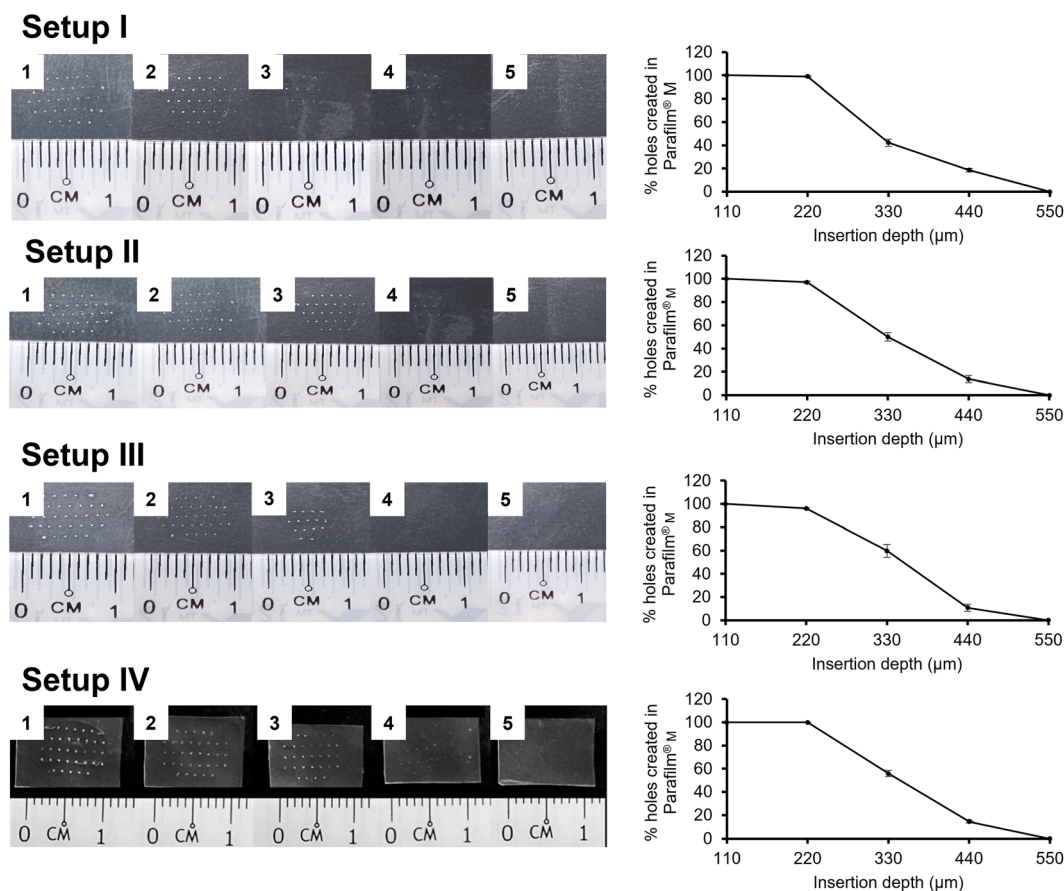 Setup I
1 2 3 4 5
0 CM 1 0 CM 1 0 CM 1 0 CM 1 0 CM 1
MT
% holes created in
Parafilm® M
120
100
80
60
40
20
0
110 220 330 440 550
Insertion depth (µm)
Setup II
1 2 3 4 5
0 CM 1 0 CM 1 0 CM 1 0 CM 1 0 CM 1
MT
% holes created in
Parafilm® M
120
100
80
60
40
20
0
110 220 330 440 550
Insertion depth (µm)
Setup III
1 2 3 4 5
0 CM 1 0 CM 1 0 CM 1 0 CM 1 0 CM 1
% holes created in
Parafilm® M
120
100
80
60
40
20
0
110 220 330 440 550
Insertion depth (µm)
Setup IV
1 2 3 4 5
0 CM 1 0 CM 1 0 CM 1 0 CM 1 0 CM 1
% holes created in
Parafilm® M
120
100
80
60
40
20
0
110 220 330 440 550
Insertion depth (µm)